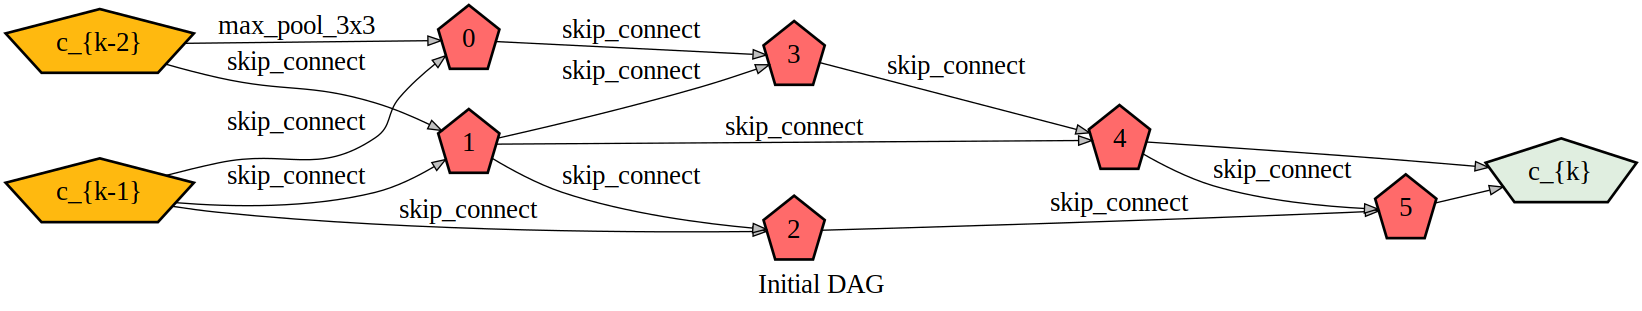 c_{k-2}
max_pool_3x3
skip_connect
skip_connect
c_{k-1}
skip_connect
skip_connect
0
1
skip_connect
skip_connect
skip_connect
skip_connect
3
2
skip_connect
4
skip_connect
skip_connect
5
c_{k}
Initial DAG